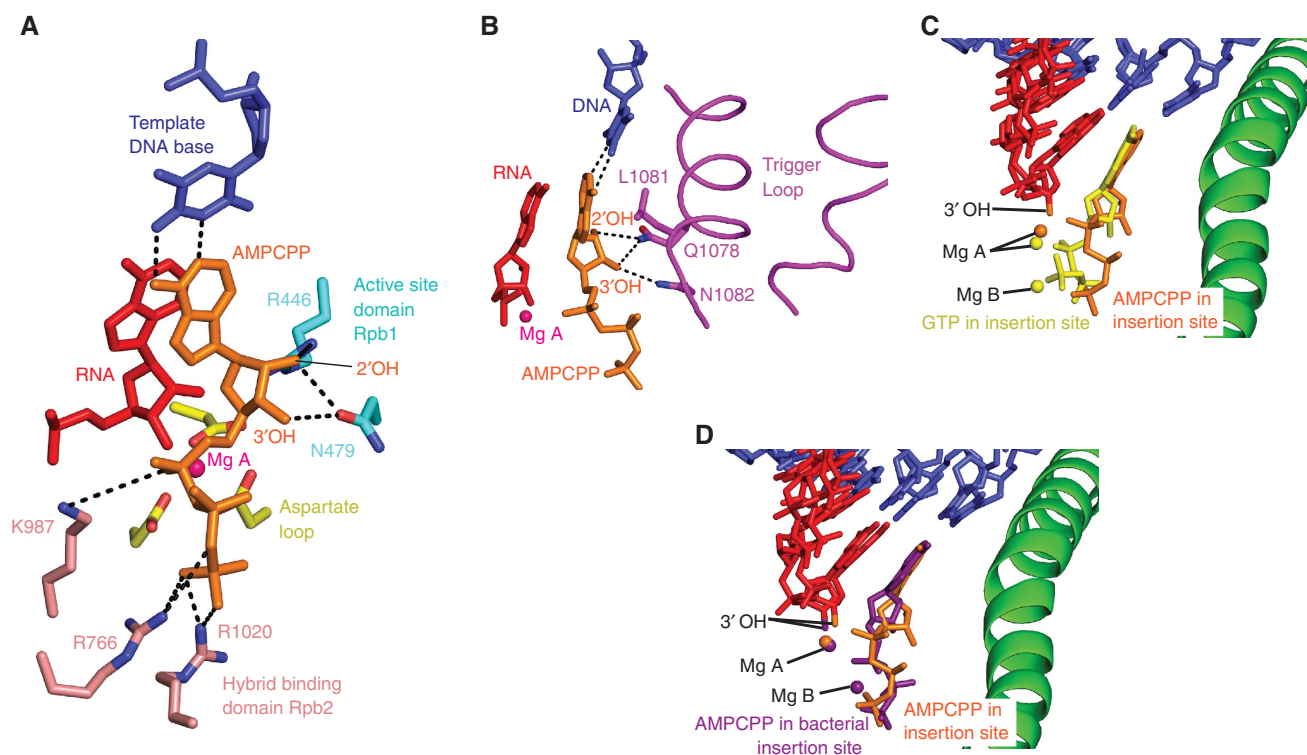 A
Template
DNA base
AMPCPP
R446
Active site
domain
Rpb1
2′OH
RNA
3′OH
N479
Mg A
K987
Aspartate
loop
R766
R1020
Hybrid binding
domain Rpb2
B
DNA
RNA
L1081
Trigger
Loop
2′OH
Q1078
3′OH
N1082
Mg A
AMPCPP
C
3′ OH
Mg A
Mg B
GTP in insertion site
AMPCPP in
insertion site
D
3′ OH
Mg A
Mg B
AMPCPP in bacterial
insertion site
AMPCPP in
insertion site